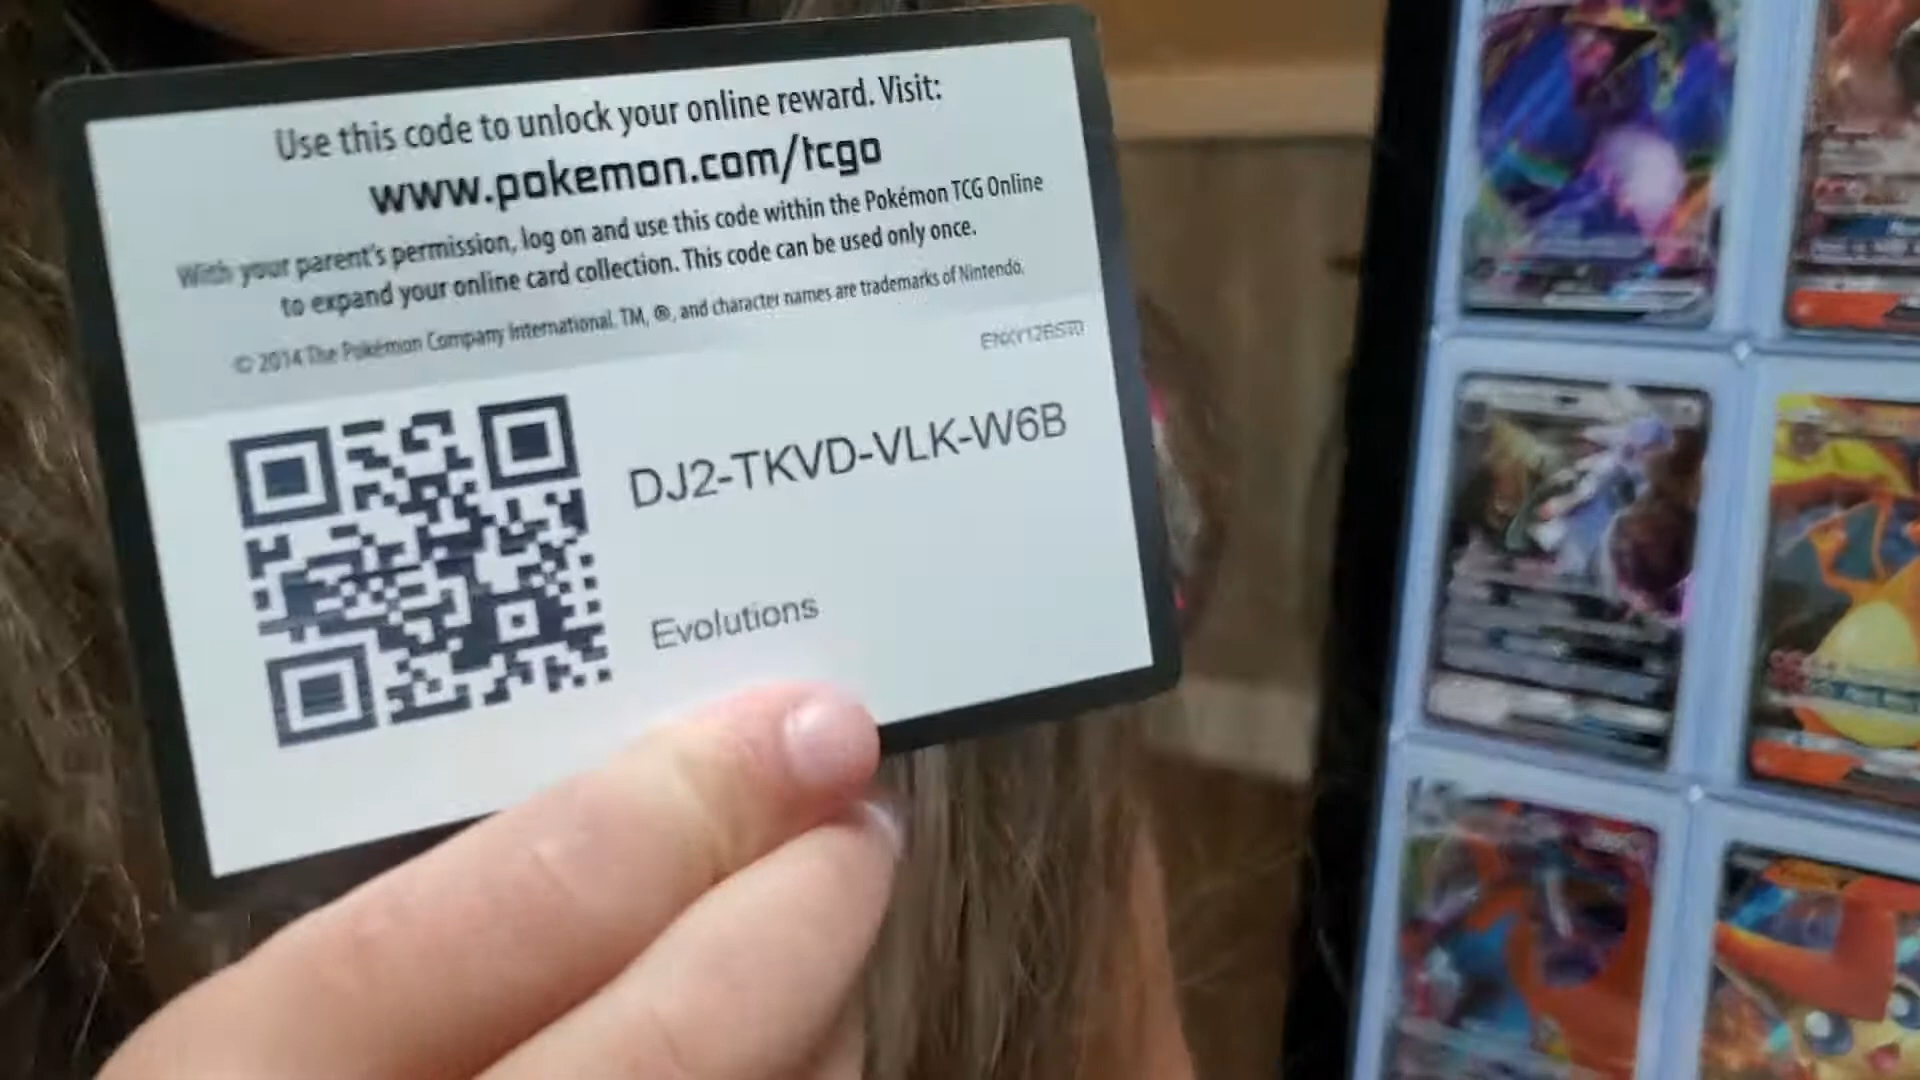 Use this code to unlock your online reward. Visit:
www.pokemon.com/tcgo
With your parent's permission, log on and use this code within the Pokémon TCG Online
to expand your online card collection. This code can be used only once.
© 2014 The Pokémon Company International. TM, ®, and character names are trademarks of Nintendo.
DJ2-TKVD-VLK-W6B
Evolutions